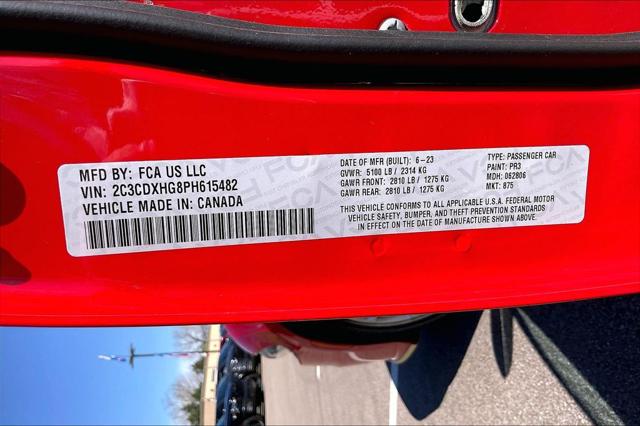 MFD BY: FCA US LLC
VIN: 2C3CDXHG8PH615482
VEHICLE MADE IN: CANADA
DATE OF MFR (BUILT): 6-23
GVWR: 5100 LB / 2314 KG
GAWR FRONT: 2810 LB / 1275 KG
GAWR REAR: 2810 LB / 1275 KG
TYPE: PASSENGER CAR
PAINT: PR3
MDH: 062806
MKT: 875
THIS VEHICLE CONFORMS TO ALL APPLICABLE U.S.A. FEDERAL MOTOR
VEHICLE SAFETY, BUMPER, AND THEFT PREVENTION STANDARDS
IN EFFECT ON THE DATE OF MANUFACTURE SHOWN ABOVE.